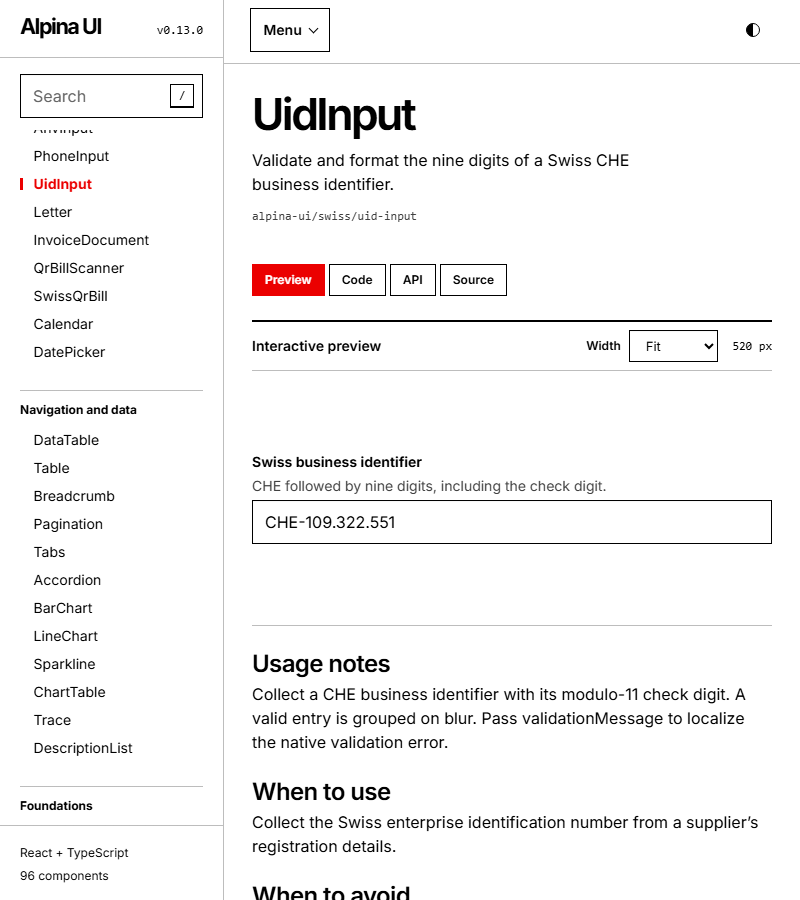 Alpina UI
v0.13.0
Search
/
AhvInput
PhoneInput
UidInput
Letter
InvoiceDocument
QrBillScanner
SwissQrBill
Calendar
DatePicker
Navigation and data
DataTable
Table
Breadcrumb
Pagination
Tabs
Accordion
BarChart
LineChart
Sparkline
ChartTable
Trace
DescriptionList
Foundations
React + TypeScript
96 components
Menu
UidInput
Validate and format the nine digits of a Swiss CHE
business identifier.
alpina-ui/swiss/uid-input
Preview
Code
API
Source
Interactive preview
Width
Fit
520 px
Swiss business identifier
CHE followed by nine digits, including the check digit.
CHE-109.322.551
Usage notes
Collect a CHE business identifier with its modulo-11 check digit. A
valid entry is grouped on blur. Pass validationMessage to localize
the native validation error.
When to use
Collect the Swiss enterprise identification number from a supplier’s
registration details.
When to avoid